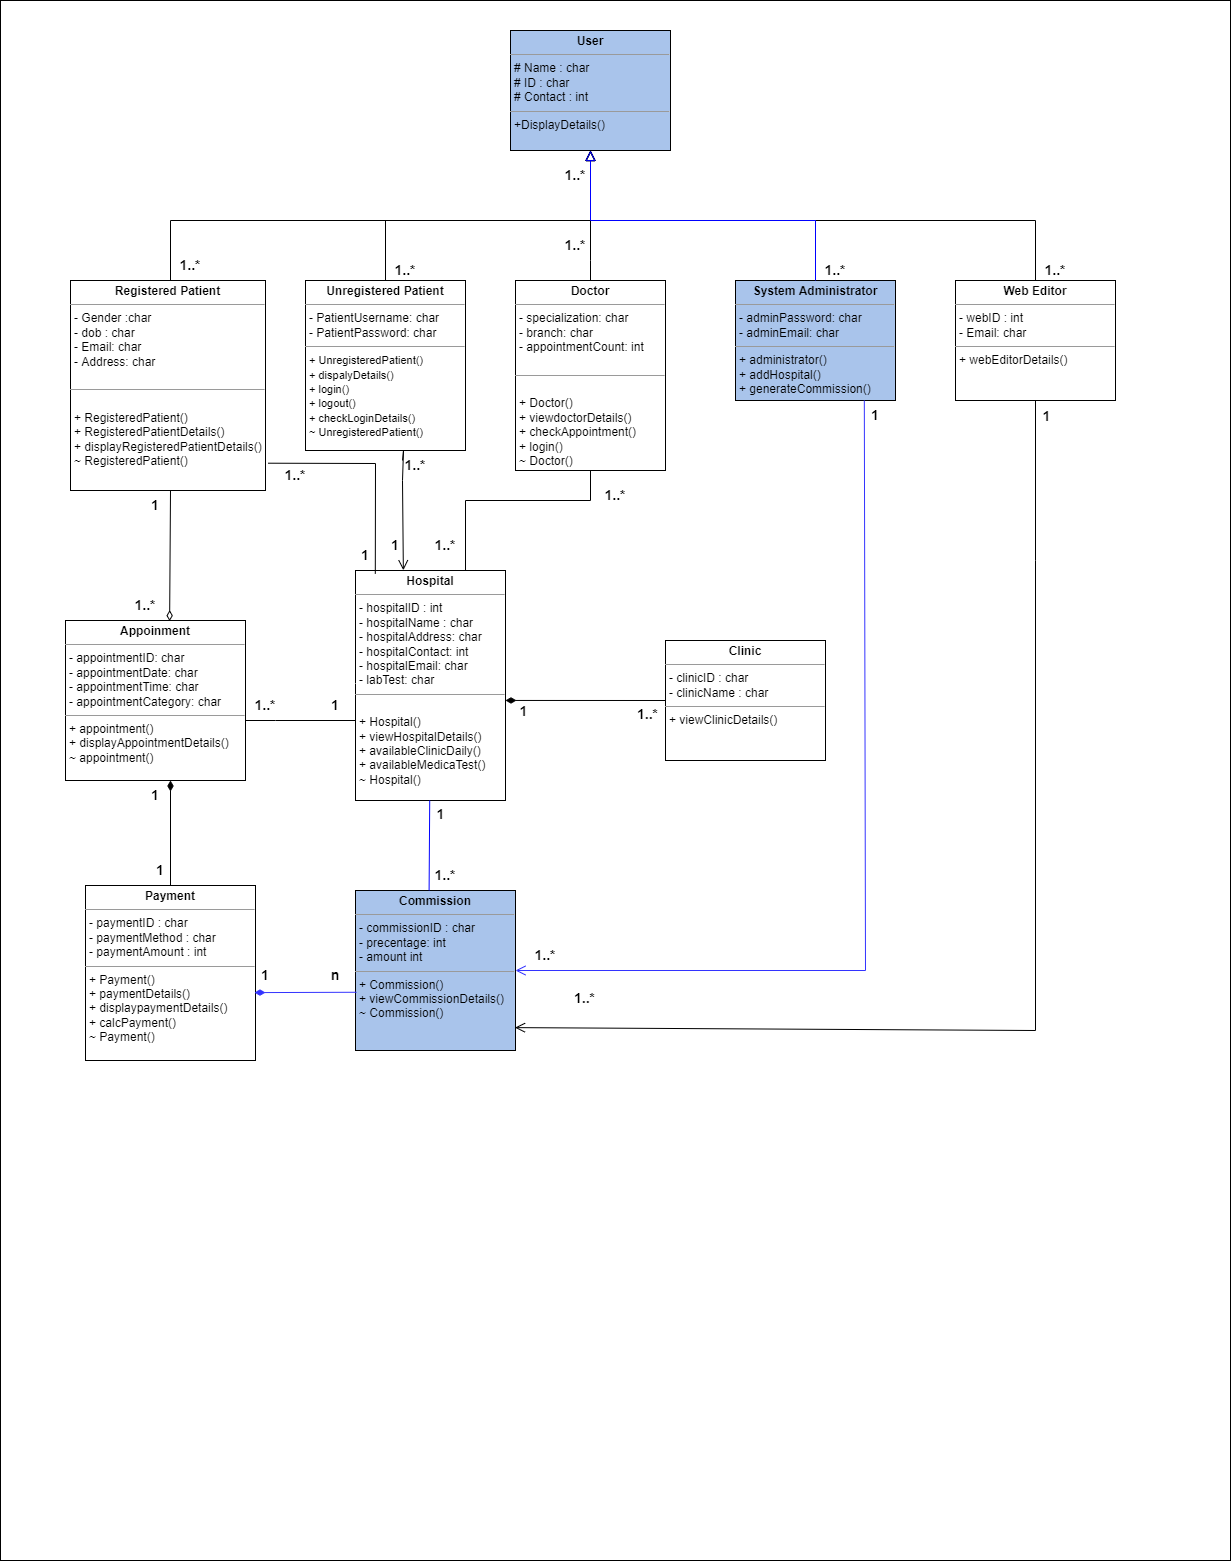 User
# Name : char
# ID : char
# Contact : int
+DisplayDetails()
1..*
1..*
1..*
1..*
1..*
1..*
Registered Patient
- Gender :char
- dob : char
- Email: char
- Address: char
+ RegisteredPatient()
+ RegisteredPatientDetails()
+ displayRegisteredPatientDetails()
~ RegisteredPatient()
Unregistered Patient
- PatientUsername: char
- PatientPassword: char
+ UnregisteredPatient()
+ dispalyDetails()
+ login()
+ logout()
+ checkLoginDetails()
~ UnregisteredPatient()
Doctor
- specialization: char
- branch: char
- appointmentCount: int
+ Doctor()
+ viewdoctorDetails()
+ checkAppointment()
+ login()
~ Doctor()
System Administrator
- adminPassword: char
- adminEmail: char
+ administrator()
+ addHospital()
+ generateCommission()
Web Editor
- webID : int
- Email: char
+ webEditorDetails()
1
1
1..*
1..*
1..*
1
1
1
1..*
1..*
Hospital
- hospitalID : int
- hospitalName : char
- hospitalAddress: char
- hospitalContact: int
- hospitalEmail: char
- labTest: char
+ Hospital()
+ viewHospitalDetails()
+ availableClinicDaily()
+ availableMedicaTest()
~ Hospital()
Appoinment
- appointmentID: char
- appointmentDate: char
- appointmentTime: char
- appointmentCategory: char
+ appointment()
+ displayAppointmentDetails()
~ appointment()
Clinic
- clinicID : char
- clinicName : char
+ viewClinicDetails()
1..*
1
1
1..*
1
1
1
1..*
Payment
- paymentID : char
- paymentMethod : char
- paymentAmount : int
+ Payment()
+ paymentDetails()
+ displaypaymentDetails()
+ calcPayment()
~ Payment()
1
n
Commission
- commissionID : char
- precentage: int
- amount int
+ Commission()
+ viewCommissionDetails()
~ Commission()
1..*
1..*